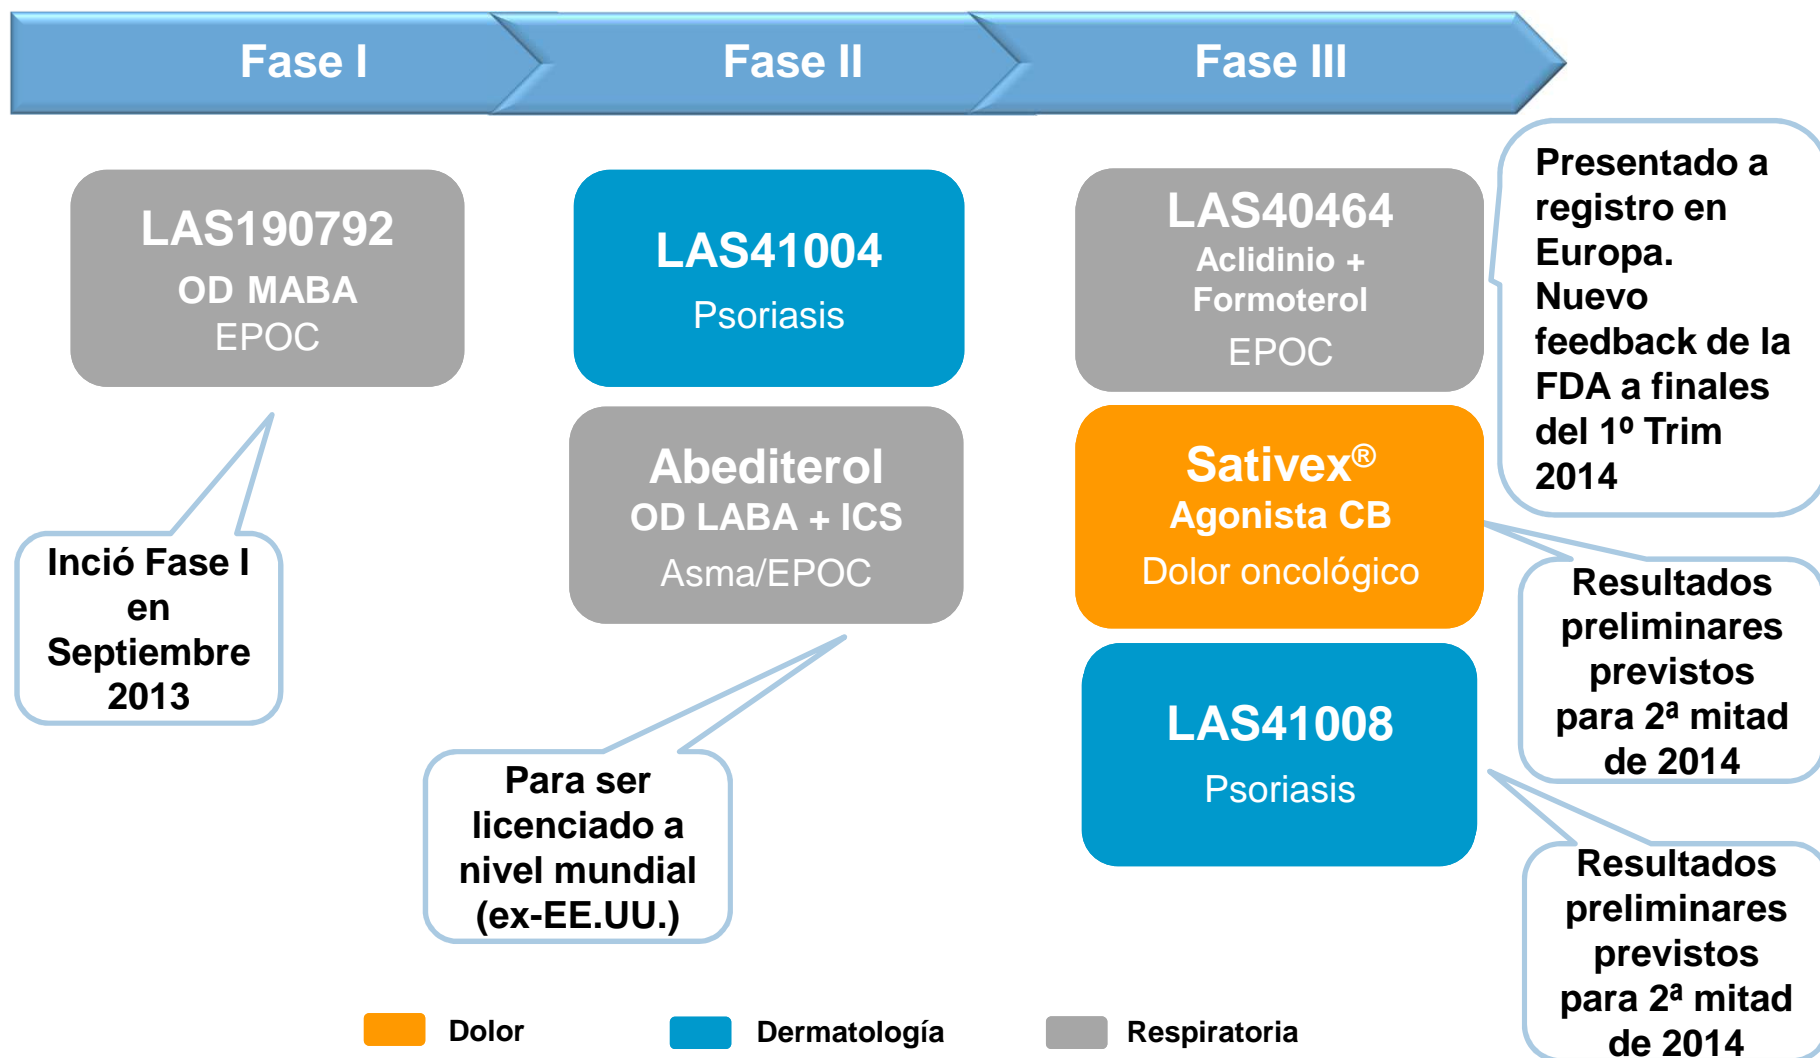 Fase I
Fase II
Fase III
LAS190792
OD MABA
EPOC
Inció Fase I
en
Septiembre
2013
LAS41004
Psoriasis
Abediterol
OD LABA + ICS
Asma/EPOC
Para ser
licenciado a
nivel mundial
(ex-EE.UU.)
LAS40464
Aclidinio +
Formoterol
EPOC
Presentado a
registro en
Europa.
Nuevo
feedback de la
FDA a finales
del 1º Trim
2014
Sativex®
Agonista CB
Dolor oncológico
Resultados
preliminares
previstos
para 2ª mitad
de 2014
LAS41008
Psoriasis
Resultados
preliminares
previstos
para 2ª mitad
de 2014
Dolor
Dermatología
Respiratoria